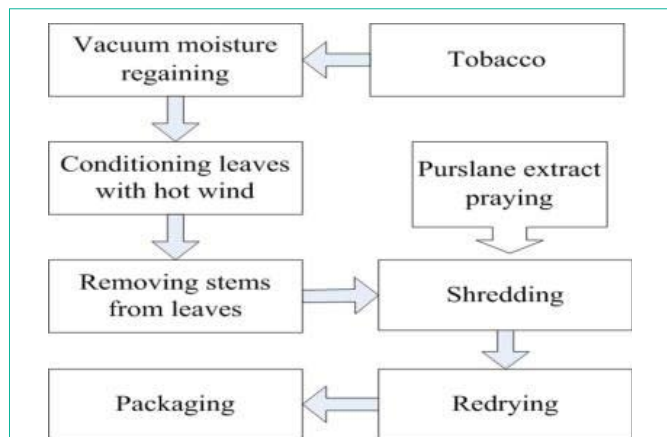 Vacuum moisture
regaining
Tobacco
Conditioning leaves
with hot wind
Purslane extract
praying
Removing stems
from leaves
Shredding
Packaging
Redrying